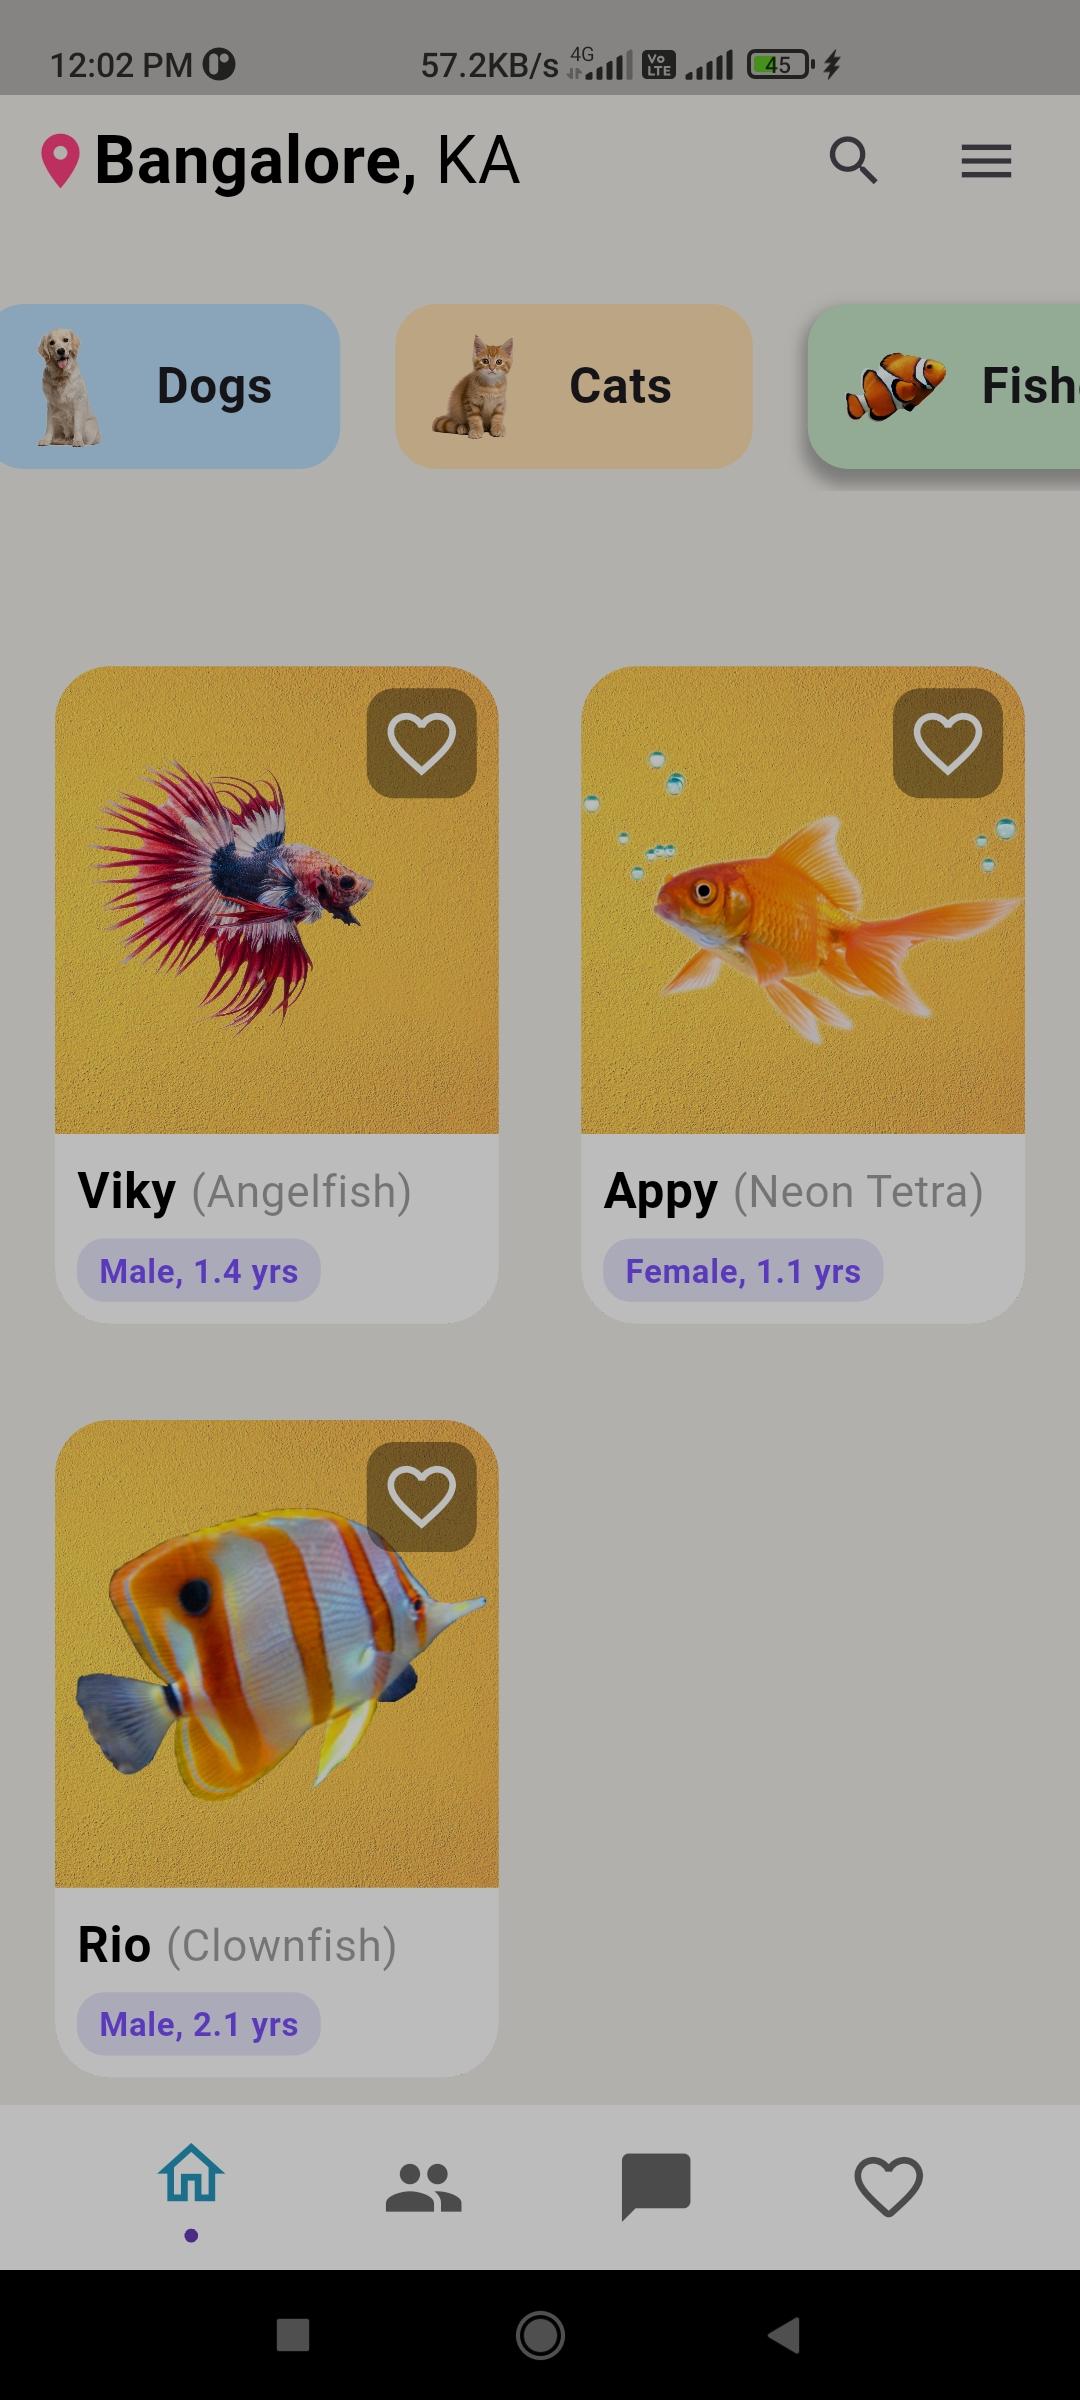 12:02 PM 57.2KB/s 4G Vo LTE 45
Bangalore, KA
Dogs Cats Fish
Viky (Angelfish) Appy (Neon Tetra)
Male, 1.4 yrs Female, 1.1 yrs
Rio (Clownfish)
Male, 2.1 yrs